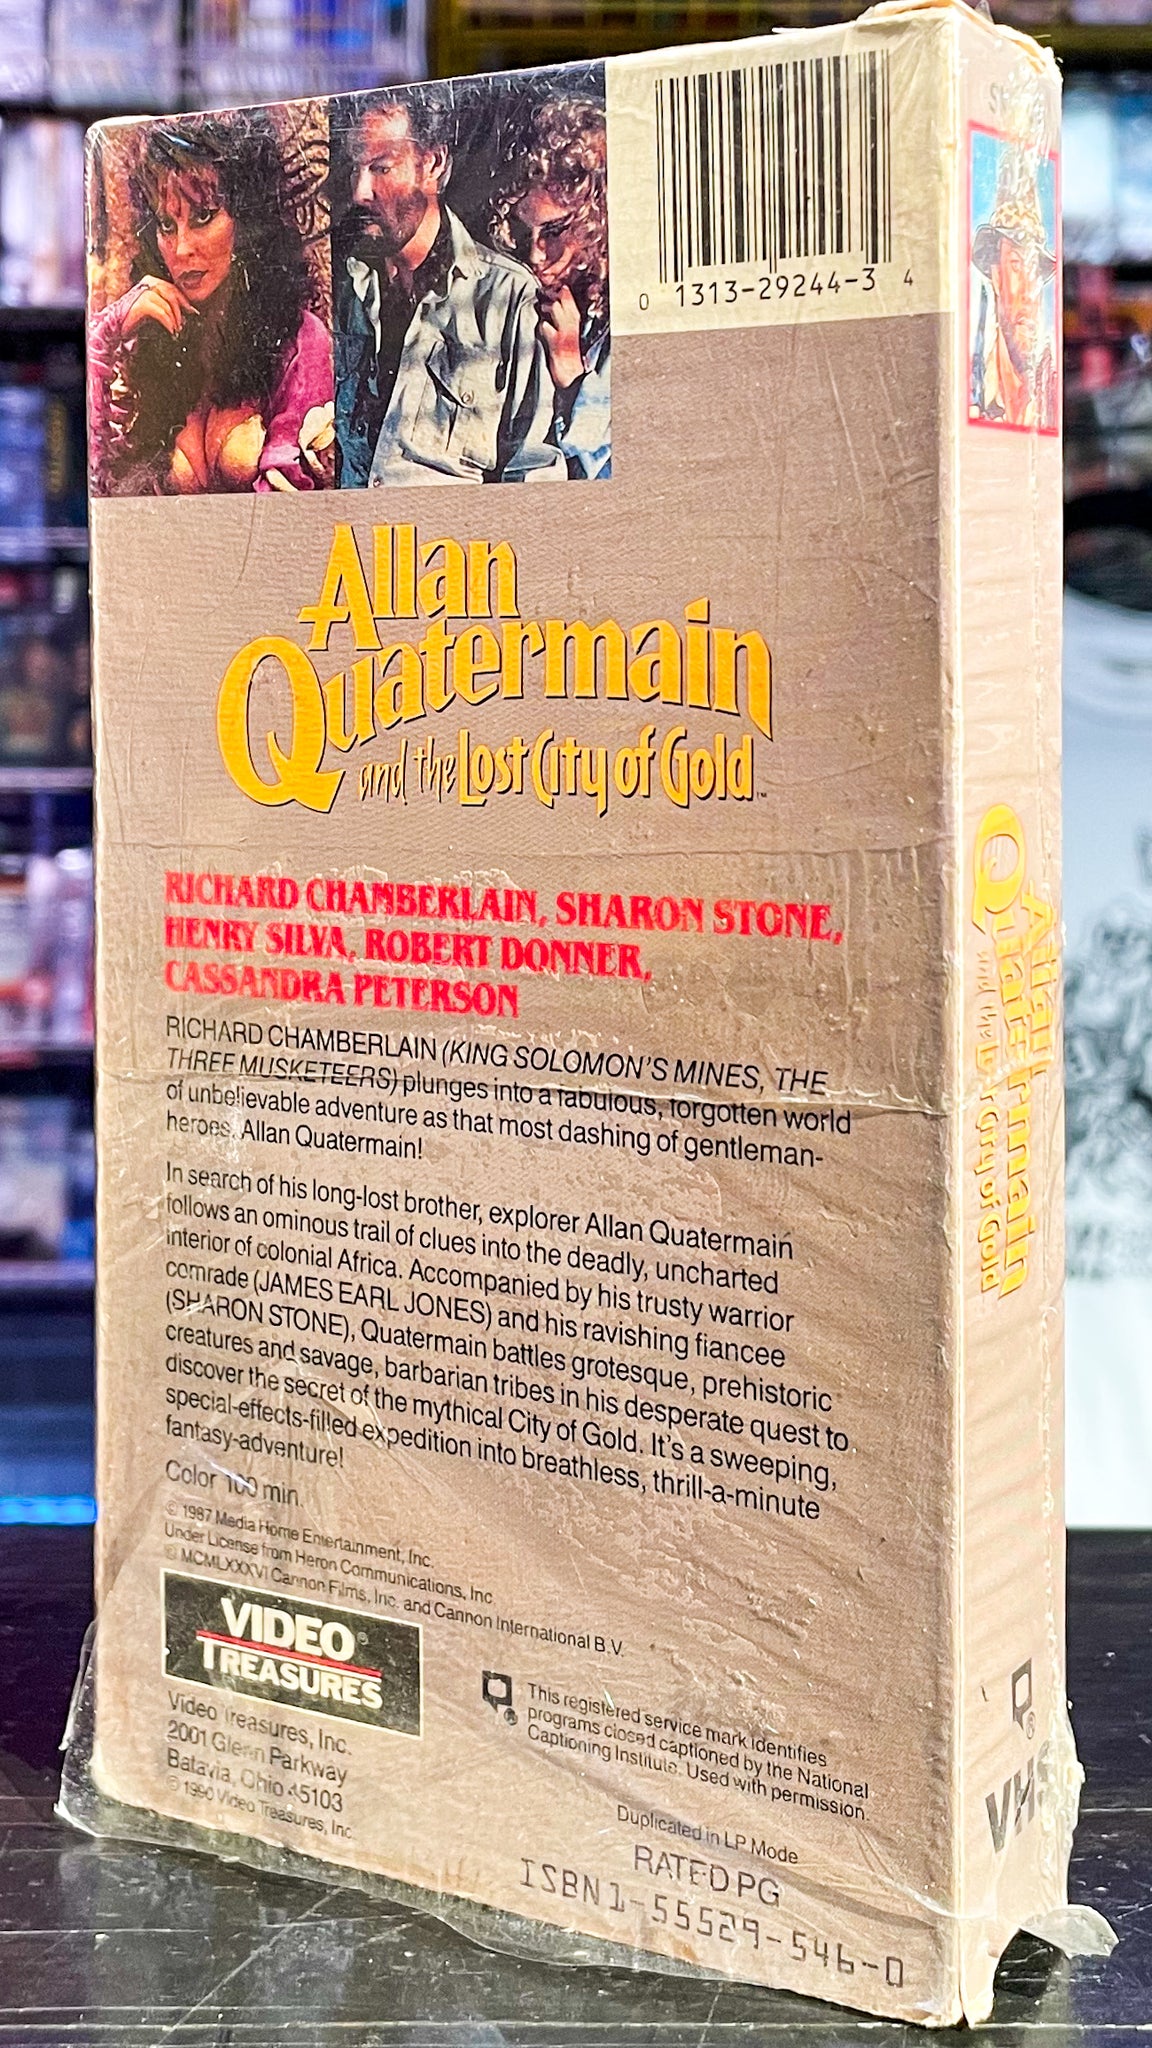 0 1313-29244-3 4
Allan
Quatermain
and the Lost City of Gold
RICHARD CHAMBERLAIN, SHARON STONE,
HENRY SILVA, ROBERT DONNER,
CASSANDRA PETERSON
RICHARD CHAMBERLAIN (KING SOLOMON'S MINES, THE
THREE MUSKETEERS) plunges into a fabulous, forgotten world
of unbelievable adventure as that most dashing of gentleman-
heroes, Allan Quatermain!
In search of his long-lost brother, explorer Allan Quatermain
follows an ominous trail of clues into the deadly, uncharted
interior of colonial Africa. Accompanied by his trusty warrior
comrade (JAMES EARL JONES) and his ravishing fiancee
(SHARON STONE), Quatermain battles grotesque, prehistoric
creatures and savage, barbarian tribes in his desperate quest to
discover the secret of the mythical City of Gold. It's a sweeping,
special-effects-filled expedition into breathless, thrill-a-minute
fantasy-adventure!
Color 100 min.
© 1987 Media Home Entertainment, Inc.
Under License from Heron Communications, Inc
© MCMLXXXVI Cannon Films, Inc. and Cannon International B.V.
VIDEO®
TREASURES
Video Treasures, Inc.
2001 Glenn Parkway
Batavia, Ohio 45103
© 1990 Video Treasures, Inc.
This registered service mark identifies
programs closed captioned by the National
Captioning Institute. Used with permission.
Duplicated in LP Mode
RATED PG
ISBN 1-55529-546-0
Allan
Quatermain
and the Lost City of Gold
VHS